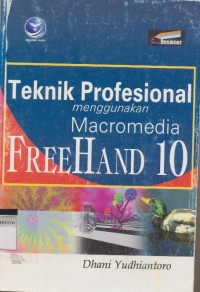 Teknik Profesional
menggunakan
Macromedia
FREEHAND 10
Dhani Yudhiantoro